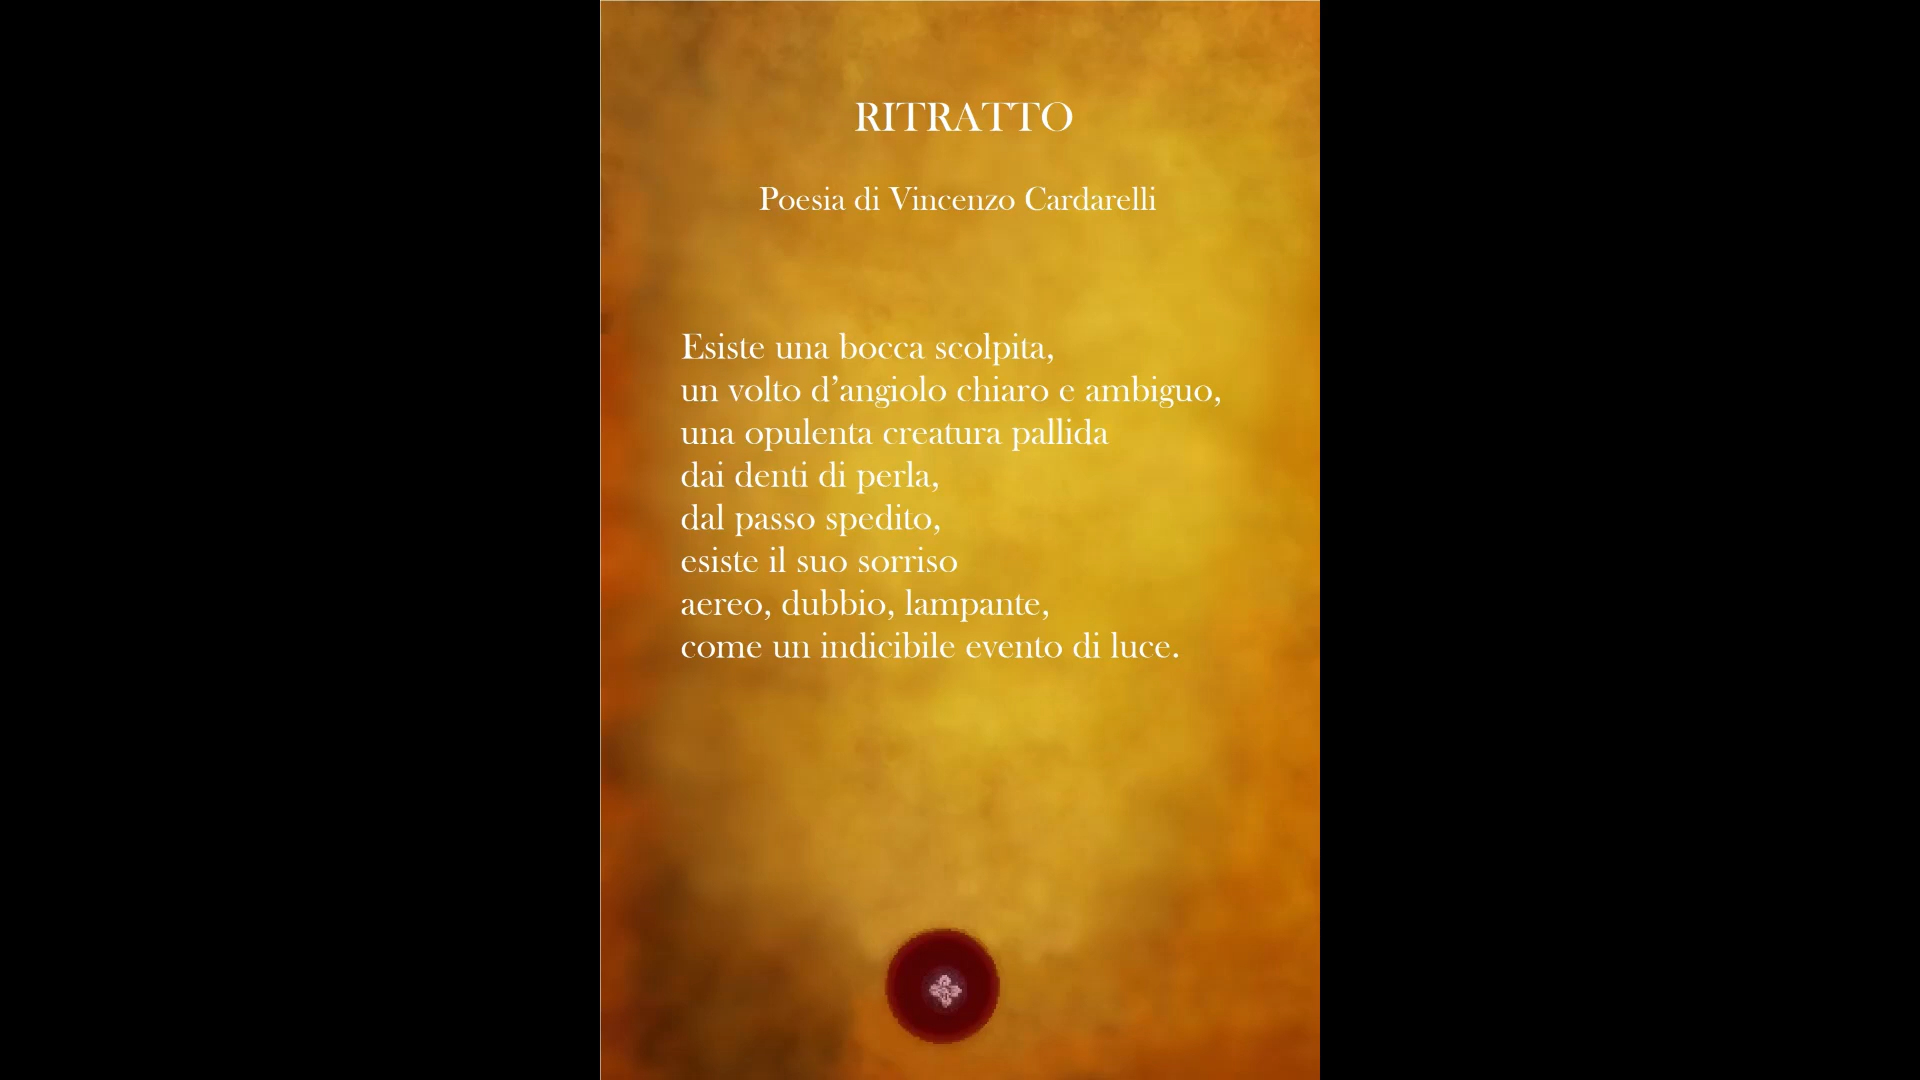 RITRATTO
Poesia di Vincenzo Cardarelli
Esiste una bocca scolpita,
un volto d’angiolo chiaro e ambiguo,
una opulenta creatura pallida
dai denti di perla,
dal passo spedito,
esiste il suo sorriso
aereo, dubbio, lampante,
come un indicibile evento di luce.